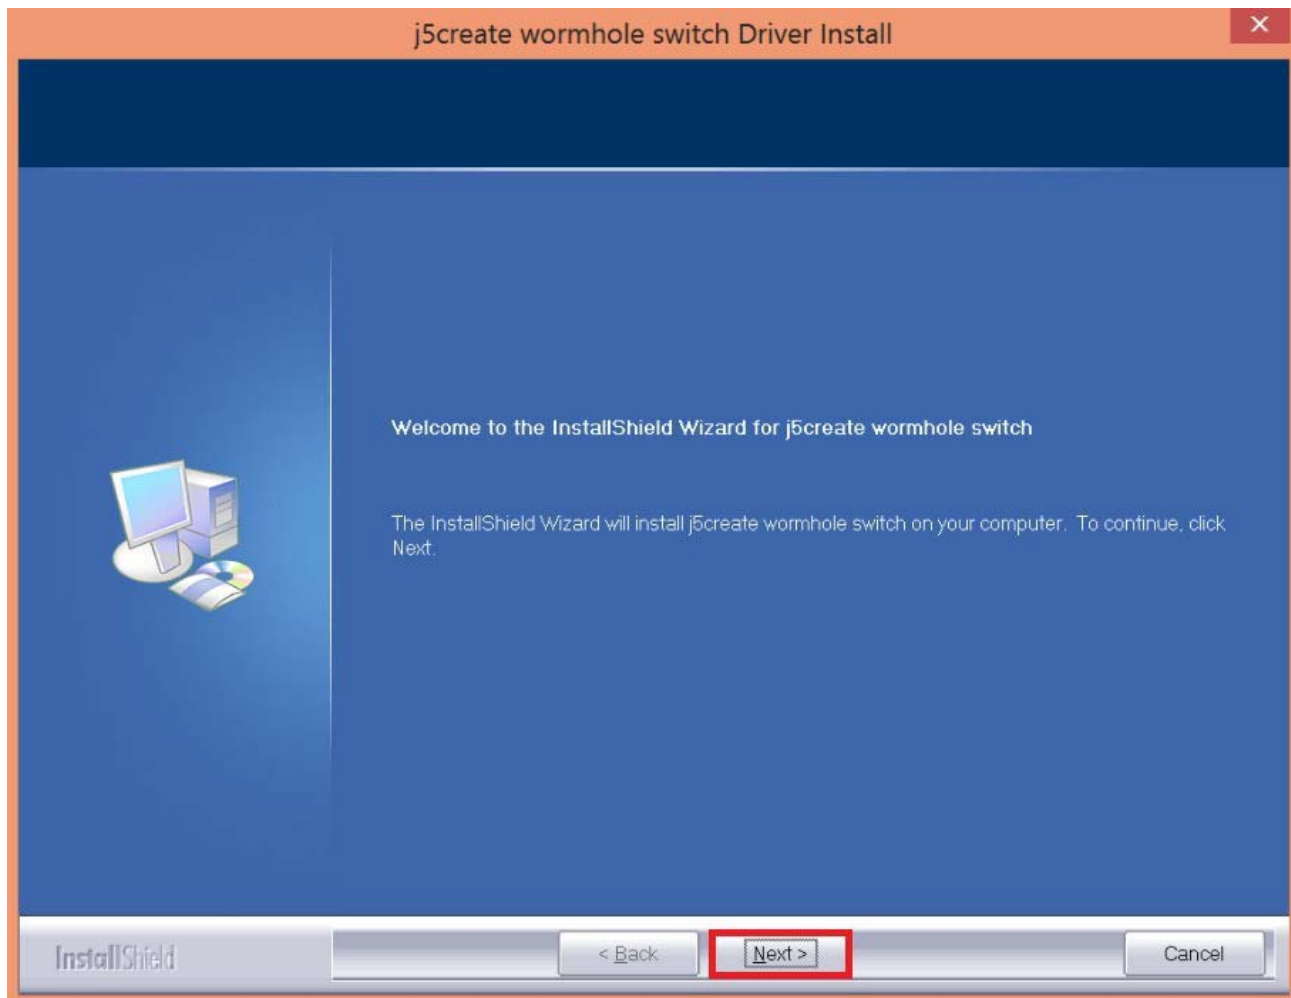 j5create wormhole switch Driver Install
Welcome to the InstallShield Wizard for j5create wormhole switch
The InstallShield Wizard will install j5create wormhole switch on your computer. To continue, click
Next.
InstallShield
< Back
Next >
Cancel